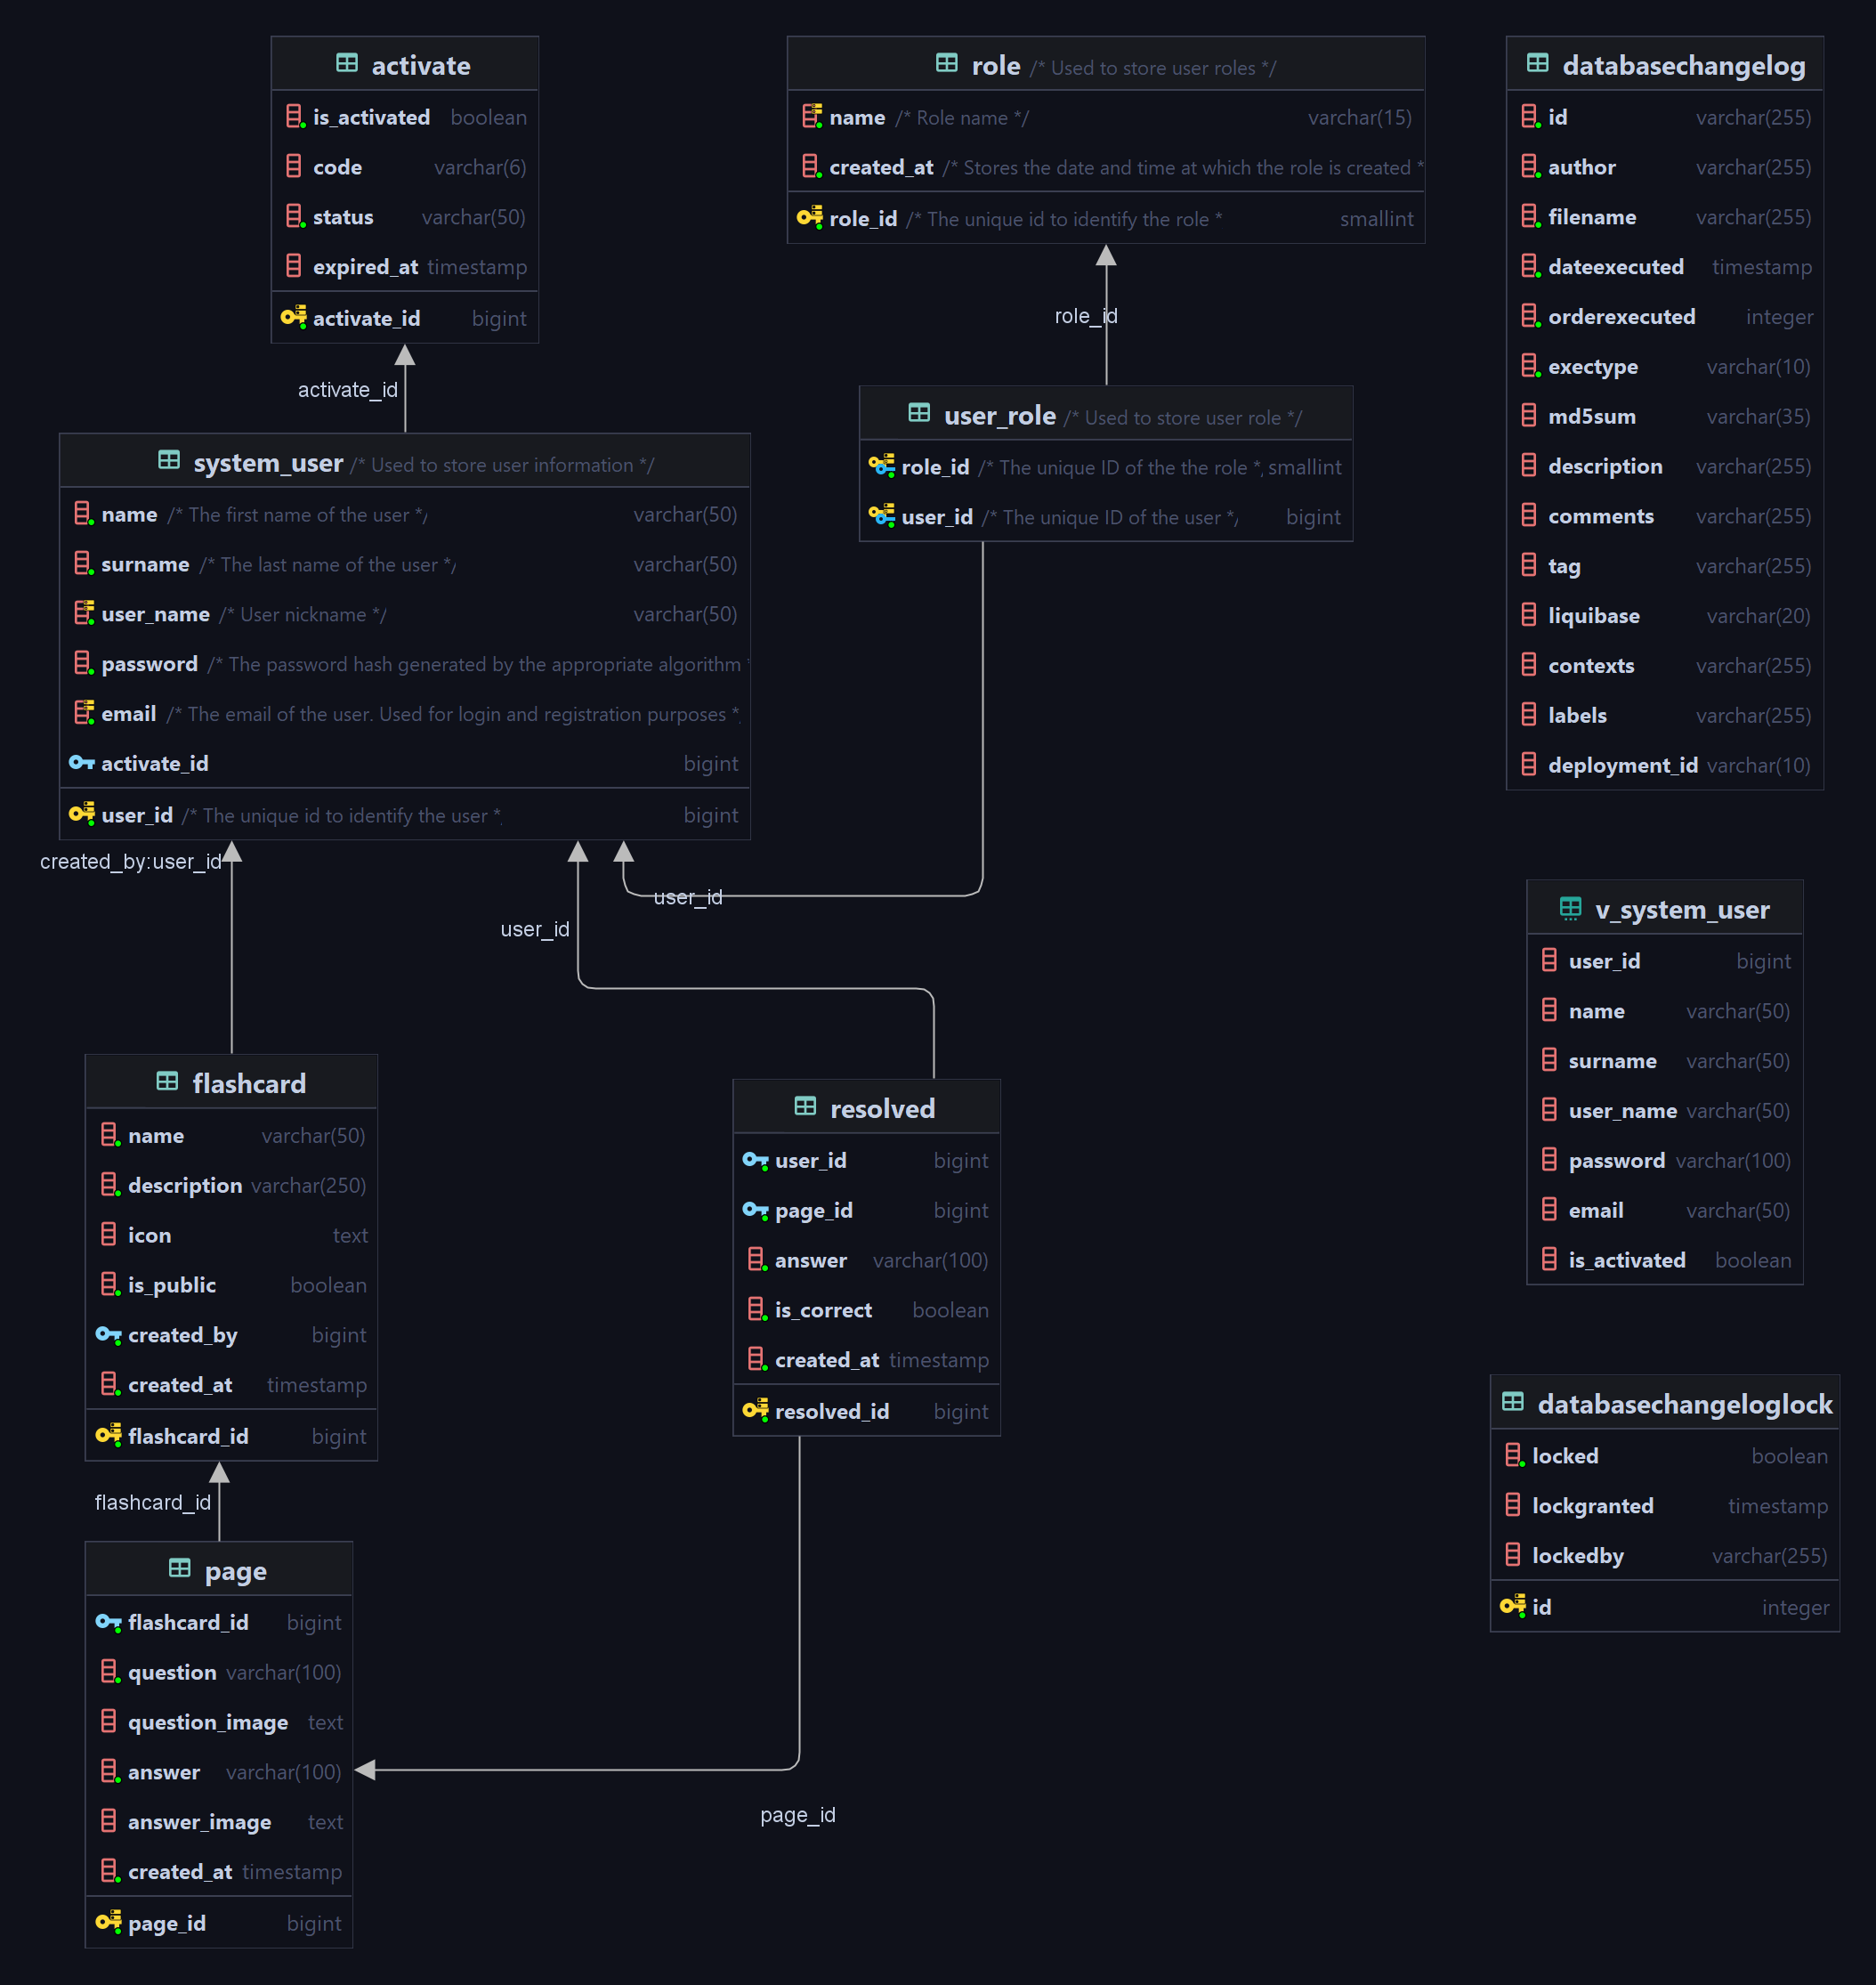 activate
is_activated boolean
code varchar(6)
status varchar(50)
expired_at timestamp
activate_id bigint
role /* Used to store user roles */
name /* Role name */ varchar(15)
created_at /* Stores the date and time at which the role is created *
role_id /* The unique id to identify the role * smallint
databasechangelog
id varchar(255)
author varchar(255)
filename varchar(255)
dateexecuted timestamp
orderexecuted integer
exectype varchar(10)
md5sum varchar(35)
description varchar(255)
comments varchar(255)
tag varchar(255)
liquibase varchar(20)
contexts varchar(255)
labels varchar(255)
deployment_id varchar(10)
activate_id
role_id
system_user /* Used to store user information */
name /* The first name of the user */ varchar(50)
surname /* The last name of the user */ varchar(50)
user_name /* User nickname */ varchar(50)
password /* The password hash generated by the appropriate algorithm *
email /* The email of the user. Used for login and registration purposes *
activate_id bigint
user_id /* The unique id to identify the user * bigint
user_role /* Used to store user role */
role_id /* The unique ID of the the role * smallint
user_id /* The unique ID of the user */ bigint
created_by:user_id
user_id
user_id
v_system_user
user_id bigint
name varchar(50)
surname varchar(50)
user_name varchar(50)
password varchar(100)
email varchar(50)
is_activated boolean
flashcard
name varchar(50)
description varchar(250)
icon text
is_public boolean
created_by bigint
created_at timestamp
flashcard_id bigint
resolved
user_id bigint
page_id bigint
answer varchar(100)
is_correct boolean
created_at timestamp
resolved_id bigint
databasechangeloglock
locked boolean
lockgranted timestamp
lockedby varchar(255)
id integer
flashcard_id
page
flashcard_id bigint
question varchar(100)
question_image text
answer varchar(100)
answer_image text
created_at timestamp
page_id bigint
page_id